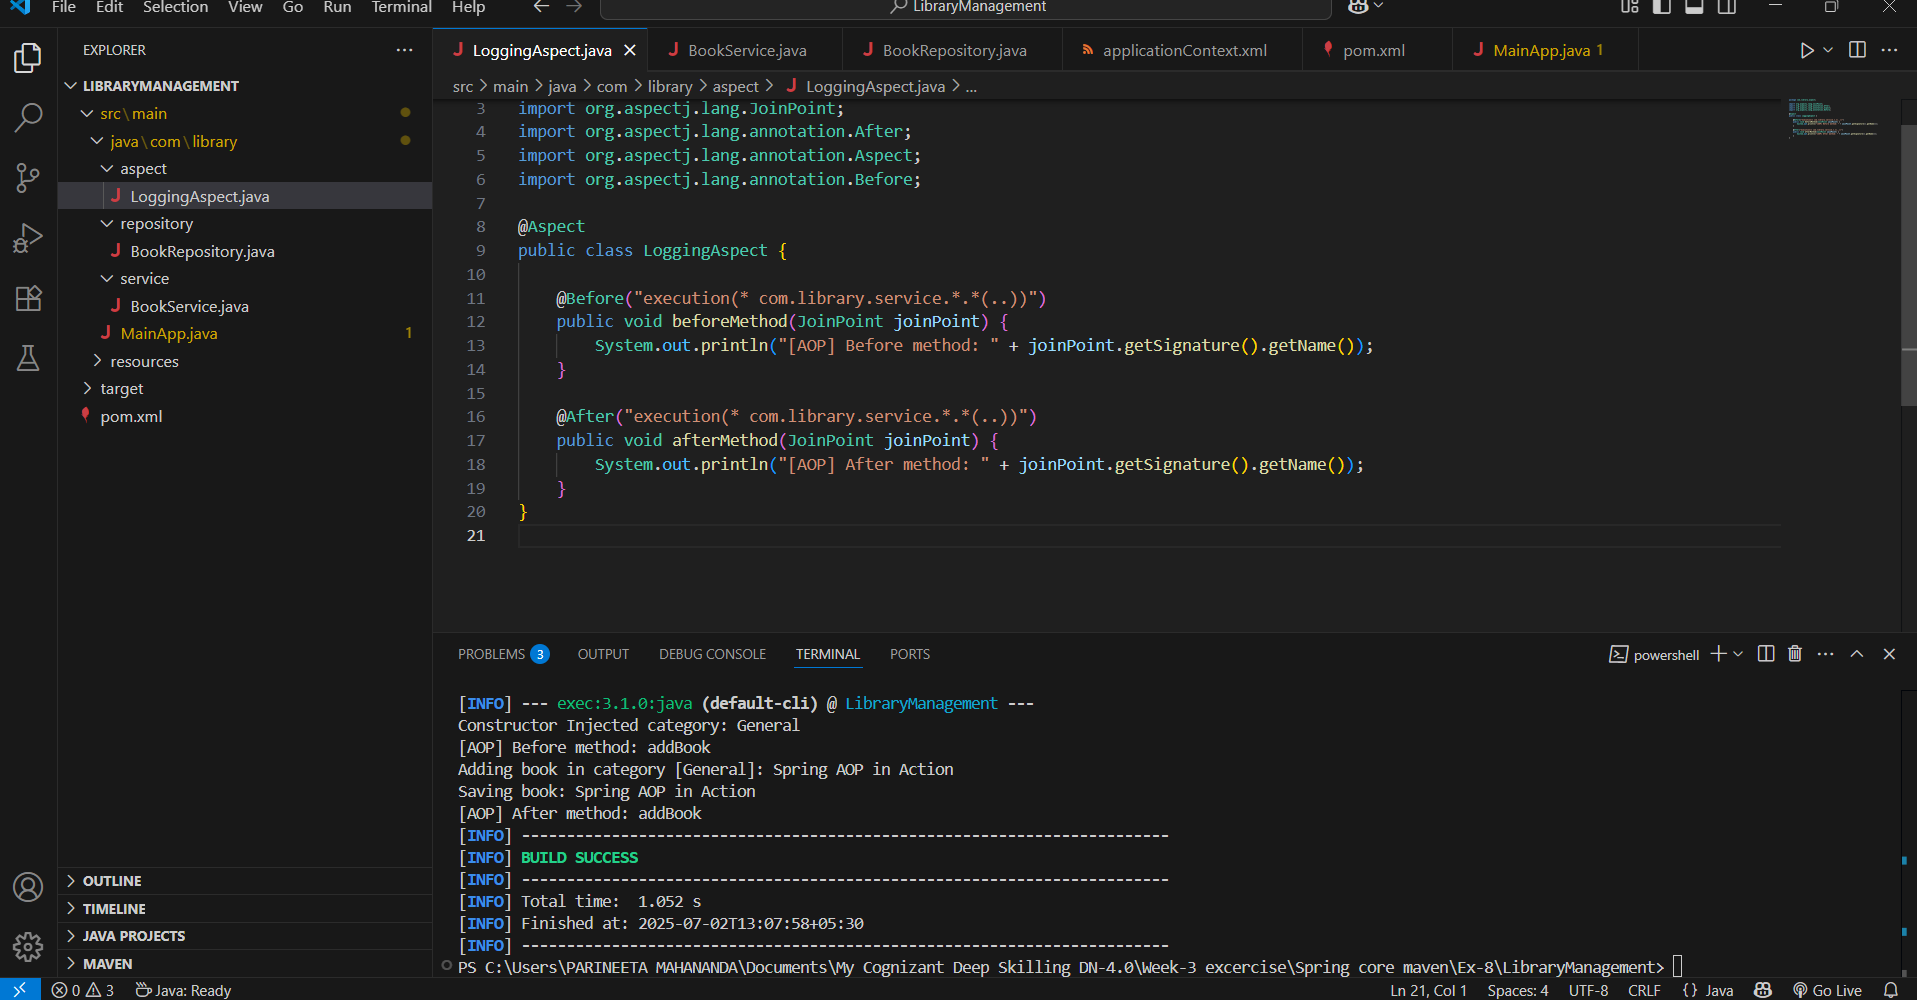 File Edit Selection View Go Run Terminal Help
LibraryManagement
EXPLORER
LIBRARYMANAGEMENT
src\main
java\com\library
aspect
LoggingAspect.java
repository
BookRepository.java
service
BookService.java
MainApp.java 1
resources
target
pom.xml
OUTLINE
TIMELINE
JAVA PROJECTS
MAVEN
LoggingAspect.java BookService.java BookRepository.java applicationContext.xml pom.xml MainApp.java 1
src > main > java > com > library > aspect > LoggingAspect.java > ...
3 import org.aspectj.lang.JoinPoint;
4 import org.aspectj.lang.annotation.After;
5 import org.aspectj.lang.annotation.Aspect;
6 import org.aspectj.lang.annotation.Before;
7
8 @Aspect
9 public class LoggingAspect {
10
11 @Before("execution(* com.library.service.*.*(..))")
12 public void beforeMethod(JoinPoint joinPoint) {
13 System.out.println("[AOP] Before method: " + joinPoint.getSignature().getName());
14 }
15
16 @After("execution(* com.library.service.*.*(..))")
17 public void afterMethod(JoinPoint joinPoint) {
18 System.out.println("[AOP] After method: " + joinPoint.getSignature().getName());
19 }
20 }
21
PROBLEMS 3 OUTPUT DEBUG CONSOLE TERMINAL PORTS
powershell
[INFO] --- exec:3.1.0:java (default-cli) @ LibraryManagement ---
Constructor Injected category: General
[AOP] Before method: addBook
Adding book in category [General]: Spring AOP in Action
Saving book: Spring AOP in Action
[AOP] After method: addBook
[INFO] ------------------------------------------------------------------------
[INFO] BUILD SUCCESS
[INFO] ------------------------------------------------------------------------
[INFO] Total time:  1.052 s
[INFO] Finished at: 2025-07-02T13:07:58+05:30
[INFO] ------------------------------------------------------------------------
PS C:\Users\PARINEETA MAHANANDA\Documents\My Cognizant Deep Skilling DN-4.0\Week-3 excercise\Spring core maven\Ex-8\LibraryManagement>
0 3 Java: Ready
Ln 21, Col 1 Spaces: 4 UTF-8 CRLF {} Java Go Live